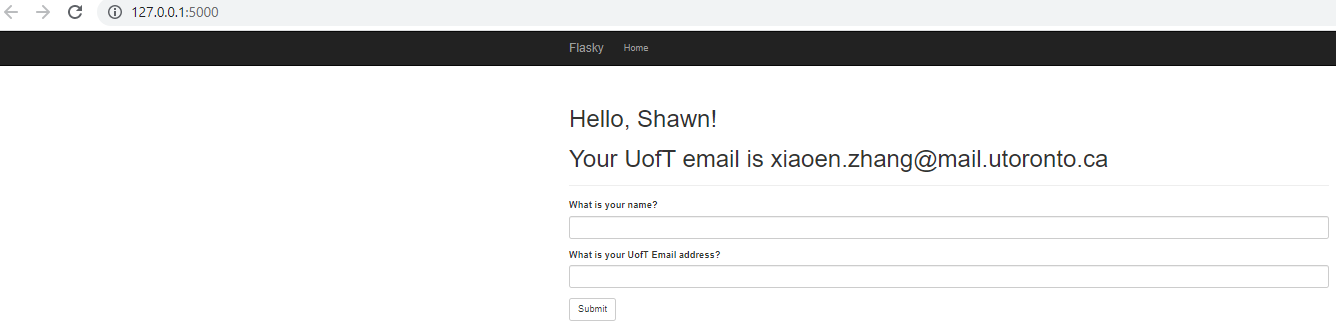 127.0.0.1:5000
Flasky Home
Hello, Shawn!
Your UofT email is xiaoen.zhang@mail.utoronto.ca
What is your name?
What is your UofT Email address?
Submit